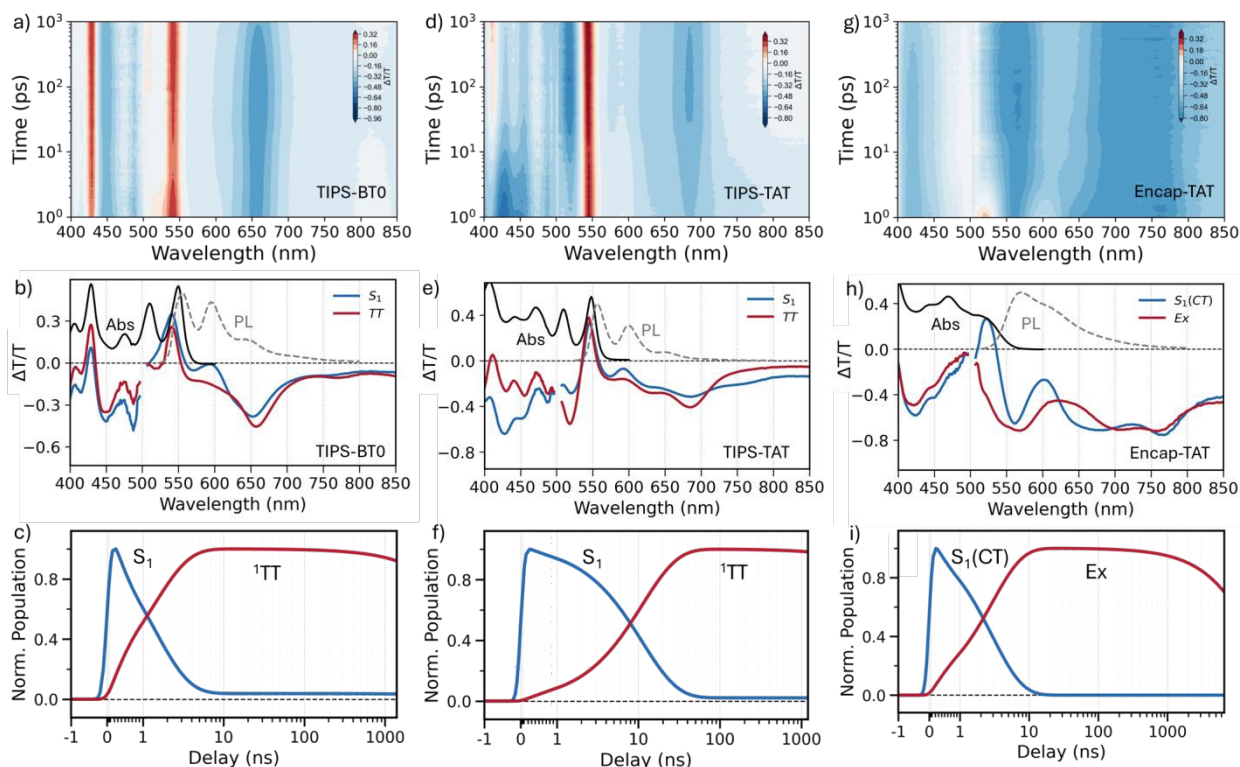 a)
10³
10²
10¹
10⁰
Time (ps)
0.32
0.16
0.00
−0.16
−0.32
−0.48
−0.64
−0.80
−0.96
ΔT/T
TIPS-BT0
400 450 500 550 600 650 700 750 800 850
Wavelength (nm)
d)
10³
10²
10¹
10⁰
Time (ps)
0.32
0.16
0.00
−0.16
−0.32
−0.48
−0.64
−0.80
ΔT/T
TIPS-TAT
400 450 500 550 600 650 700 750 800 850
Wavelength (nm)
g)
10³
10²
10¹
10⁰
Time (ps)
0.32
0.16
0.00
−0.16
−0.32
−0.48
−0.64
−0.80
ΔT/T
Encap-TAT
400 450 500 550 600 650 700 750 800 850
Wavelength (nm)
b)
0.3
0.0
−0.3
−0.6
ΔT/T
Abs
PL
S₁
TT
TIPS-BT0
400 450 500 550 600 650 700 750 800 850
Wavelength (nm)
e)
0.4
0.0
−0.4
−0.8
ΔT/T
Abs
PL
S₁
TT
TIPS-TAT
400 450 500 550 600 650 700 750 800 850
Wavelength (nm)
h)
0.4
0.0
−0.4
−0.8
ΔT/T
Abs
PL
S₁(CT)
Ex
Encap-TAT
400 450 500 550 600 650 700 750 800 850
Wavelength (nm)
c)
0.8
0.4
0.0
Norm. Population
S₁
¹TT
-1 0 1 10 100 1000
Delay (ns)
f)
0.8
0.4
0.0
Norm. Population
S₁
¹TT
-1 0 1 10 100 1000
Delay (ns)
i)
0.8
0.4
0.0
Norm. Population
S₁(CT)
Ex
-1 0 1 10 100 1000
Delay (ns)